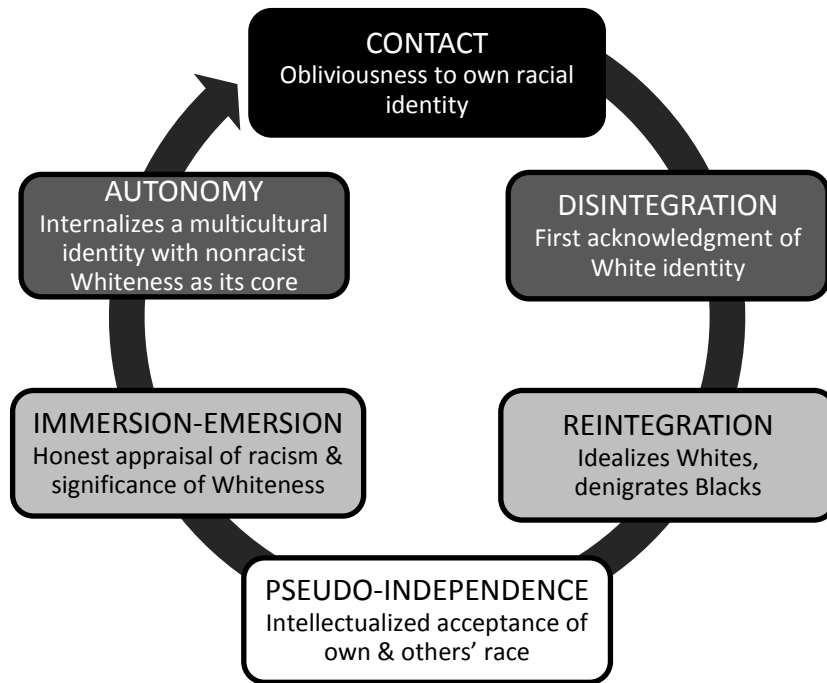 CONTACT
Obliviousness to own racial
identity
DISINTEGRATION
First acknowledgment of
White identity
REINTEGRATION
Idealizes Whites,
denigrates Blacks
PSEUDO-INDEPENDENCE
Intellectualized acceptance of
own & others’ race
IMMERSION-EMERSION
Honest appraisal of racism &
significance of Whiteness
AUTONOMY
Internalizes a multicultural
identity with nonracist
Whiteness as its core